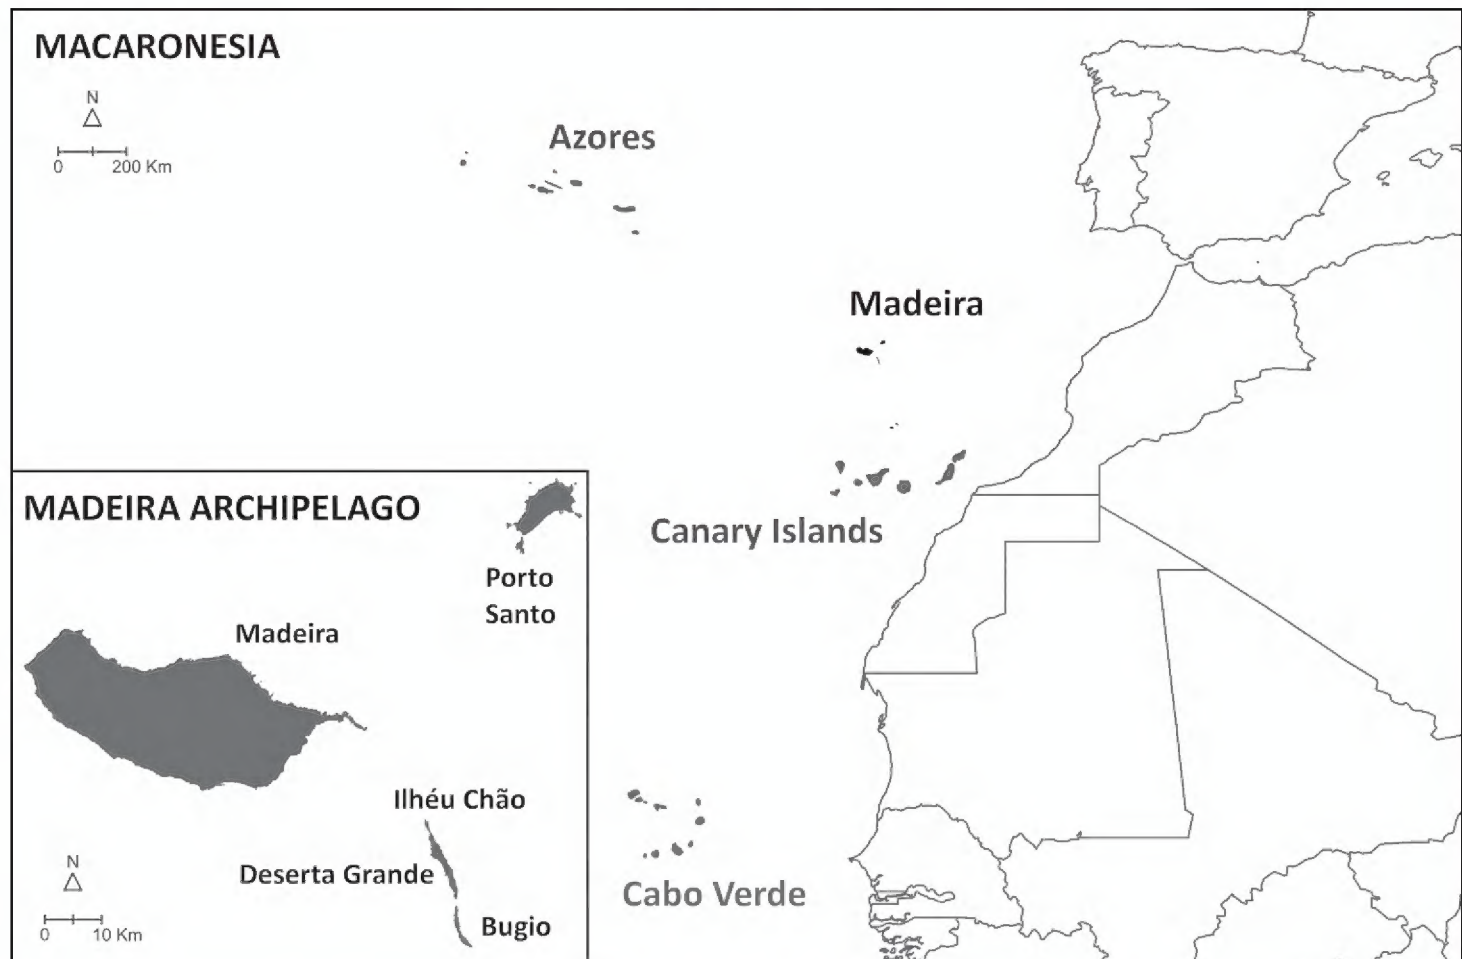 MACARONESIA
N
0 200 Km
Azores
Madeira
Canary Islands
Cabo Verde
MADEIRA ARCHIPELAGO
Porto
Santo
Madeira
Ilhéu Chão
Deserta Grande
Bugio
N
0 10 Km